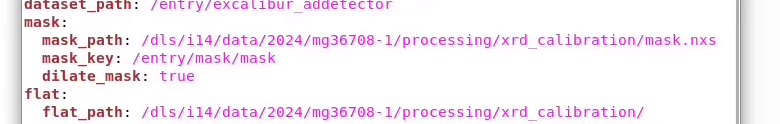 dataset_path: /entry/excalibur_addetector
mask:
  mask_path: /dls/i14/data/2024/mg36708-1/processing/xrd_calibration/mask.nxs
  mask_key: /entry/mask/mask
  dilate_mask: true
flat:
  flat_path: /dls/i14/data/2024/mg36708-1/processing/xrd_calibration/